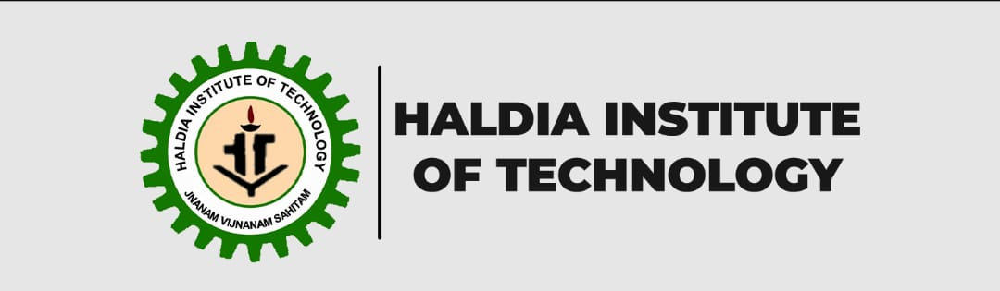 HALDIA INSTITUTE OF TECHNOLOGY
JNANAM VIJNANAM SAHITAM
HALDIA INSTITUTE
OF TECHNOLOGY